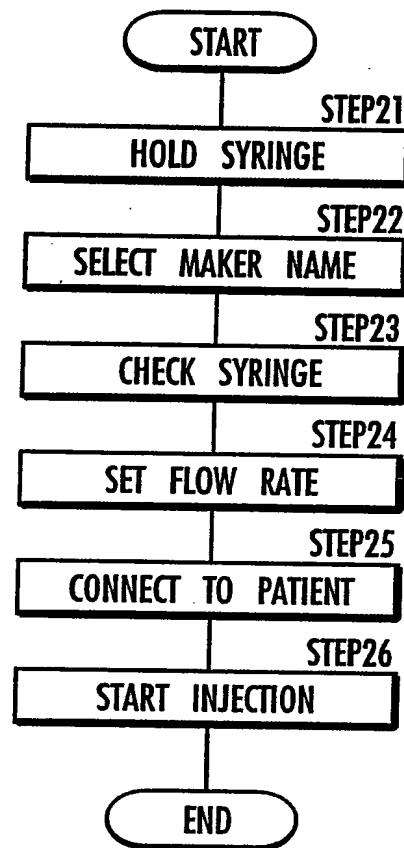 START
STEP21
HOLD SYRINGE
STEP22
SELECT MAKER NAME
STEP23
CHECK SYRINGE
STEP24
SET FLOW RATE
STEP25
CONNECT TO PATIENT
STEP26
START INJECTION
END